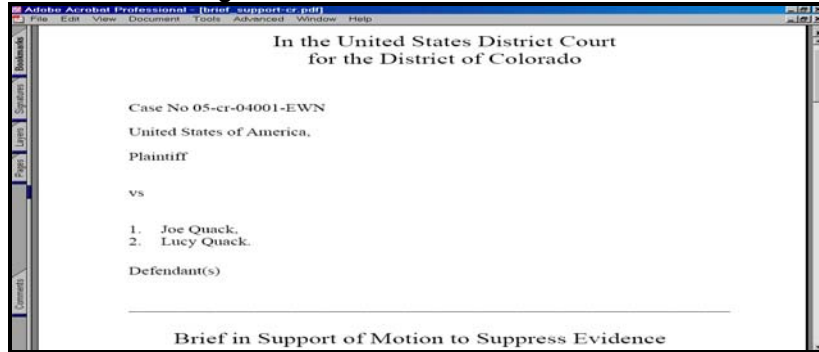 Adobe Acrobat Professional - [brief_support-cr.pdf]
File Edit View Document Tools Advanced Window Help
Bookmarks
Signatures
Layers
Pages
Comments
In the United States District Court
for the District of Colorado
Case No 05-cr-04001-EWN
United States of America,
Plaintiff
vs
1. Joe Quack,
2. Lucy Quack.
Defendant(s)
Brief in Support of Motion to Suppress Evidence